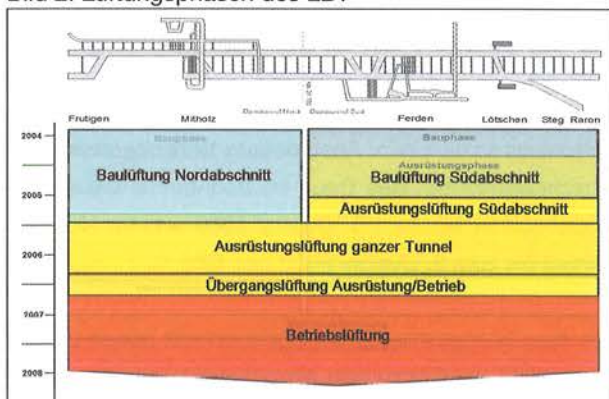 Frutigen Mitholz Ferden Lötschen Steg Raron
2004
Bauphase Bauphase
Baulüftung Nordabschnitt
Ausrüstungsphase
Baulüftung Südabschnitt
2005
Ausrüstungslüftung Südabschnitt
Ausrüstungslüftung ganzer Tunnel
2006
Übergangslüftung Ausrüstung/Betrieb
2007
Betriebslüftung
2008